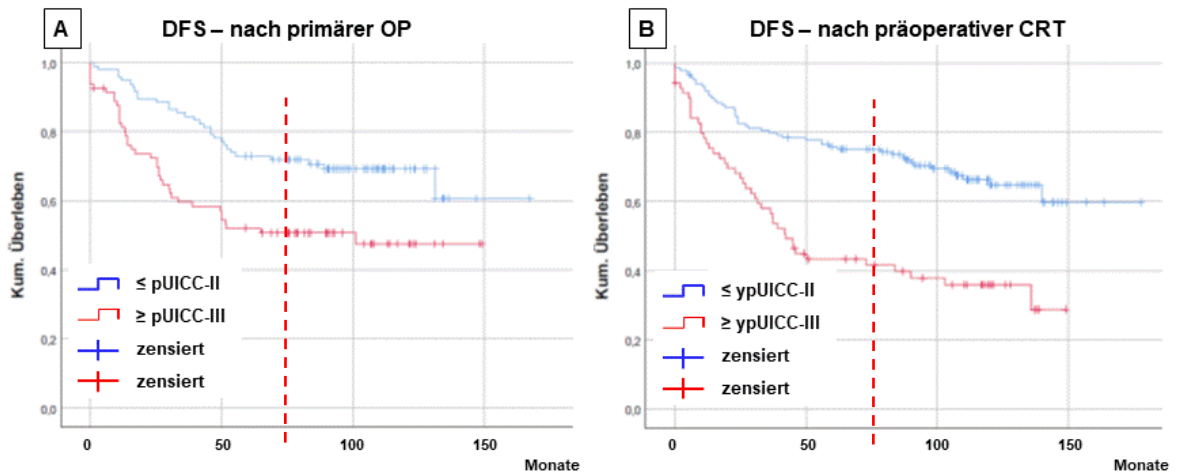 A
DFS – nach primärer OP
Kum. Überleben
1,0
0,8
0,6
0,4
0,2
0,0
≤ pUICC-II
≥ pUICC-III
zensiert
zensiert
0
50
100
150
Monate
B
DFS – nach präoperativer CRT
Kum. Überleben
1,0
0,8
0,6
0,4
0,2
0,0
≤ ypUICC-II
≥ ypUICC-III
zensiert
zensiert
0
50
100
150
Monate